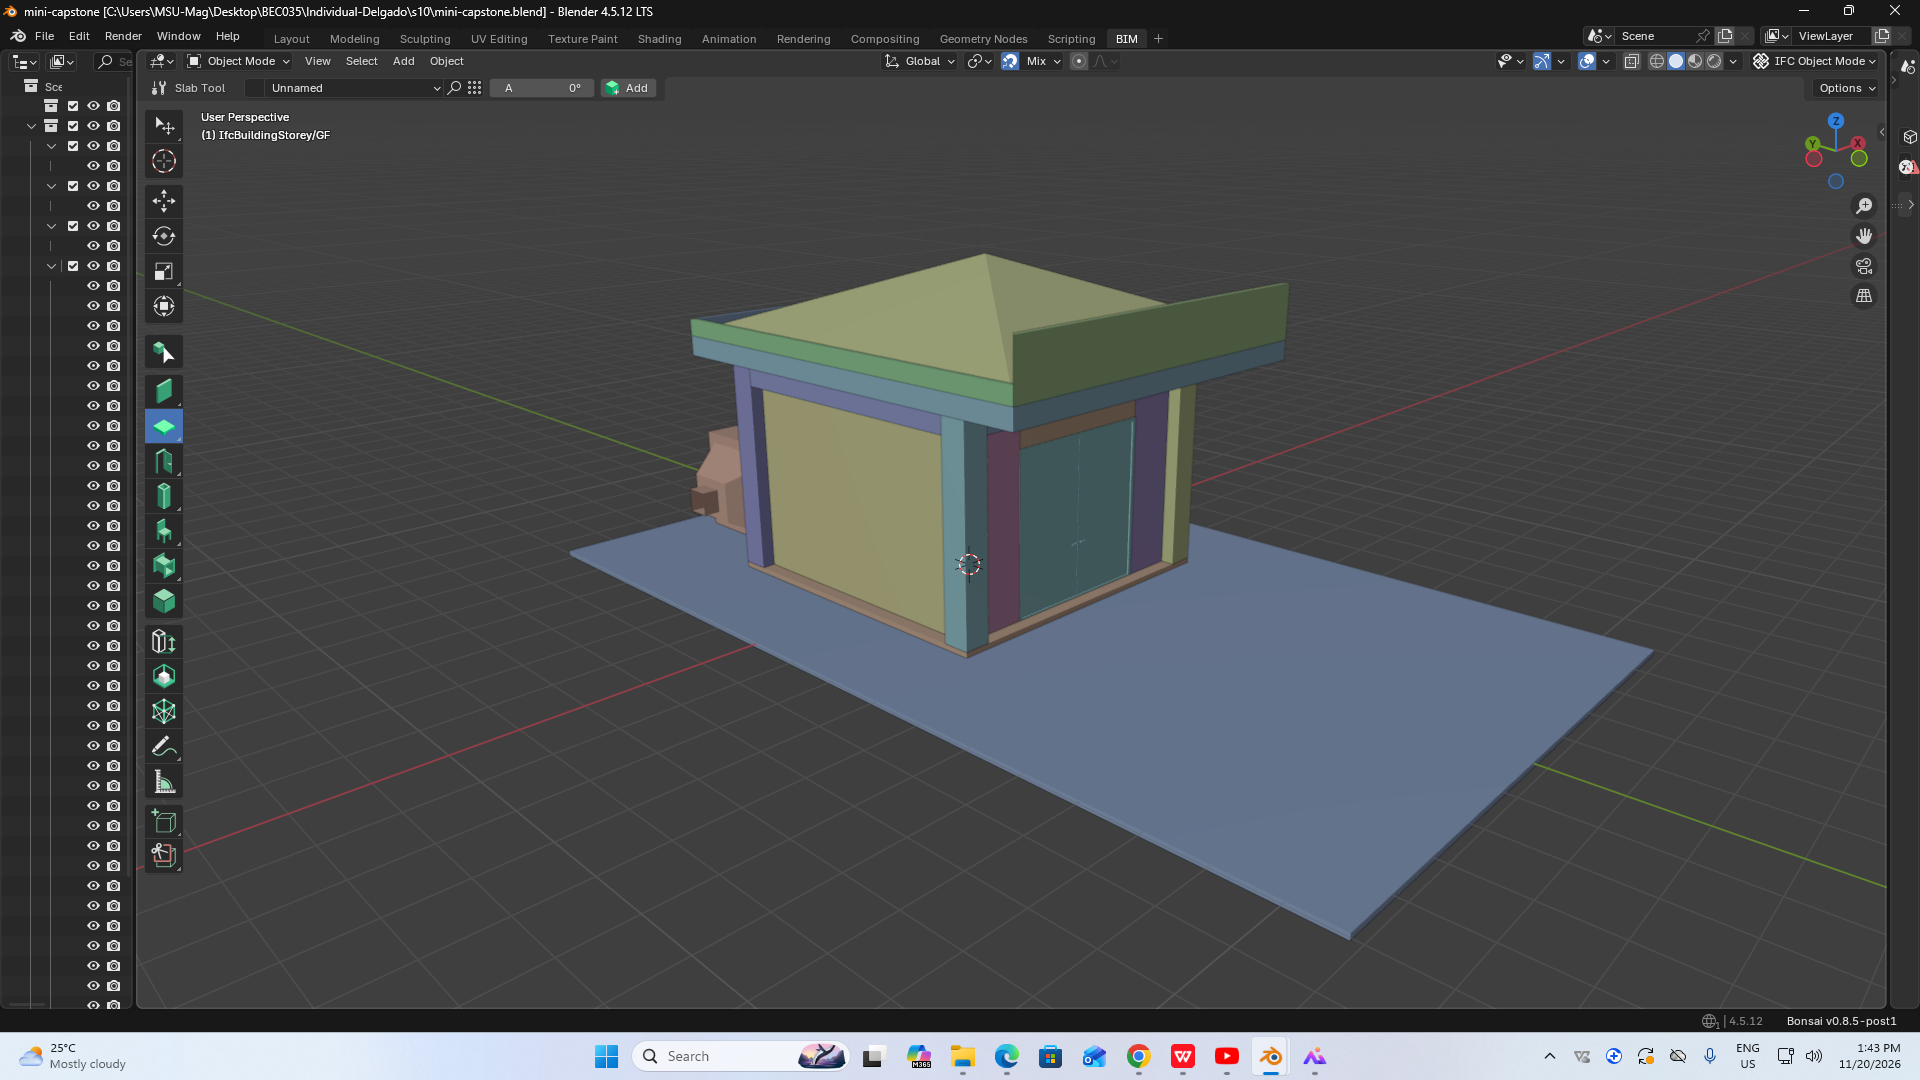 mini-capstone [C:\Users\MSU-Mag\Desktop\BEC035\Individual-Delgado\s10\mini-capstone.blend] - Blender 4.5.12 LTS
File Edit Render Window Help
Layout Modeling Sculpting UV Editing Texture Paint Shading Animation Rendering Compositing Geometry Nodes Scripting BIM +
Scene
ViewLayer
Se
Object Mode View Select Add Object
Global
Mix
IFC Object Mode
Sce
Slab Tool
Unnamed
A 0°
Add
Options
User Perspective
(1) IfcBuildingStorey/GF
Z
Y
X
4.5.12
Bonsai v0.8.5-post1
25°C
Mostly cloudy
Search
M365
ENG
US
1:43 PM
11/20/2026